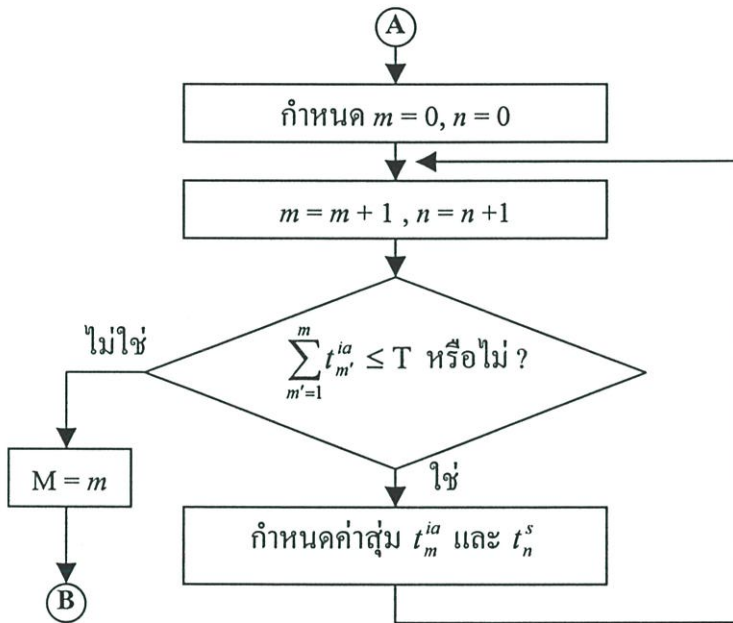 A
กำหนด m = 0, n = 0
m = m + 1 , n = n +1
ไม่ใช่
\sum_{m'=1}^{m} t_{m'}^{ia} ≤ T หรือไม่ ?
M = m
ใช่
กำหนดค่าสุ่ม t_m^{ia} และ t_n^s
B